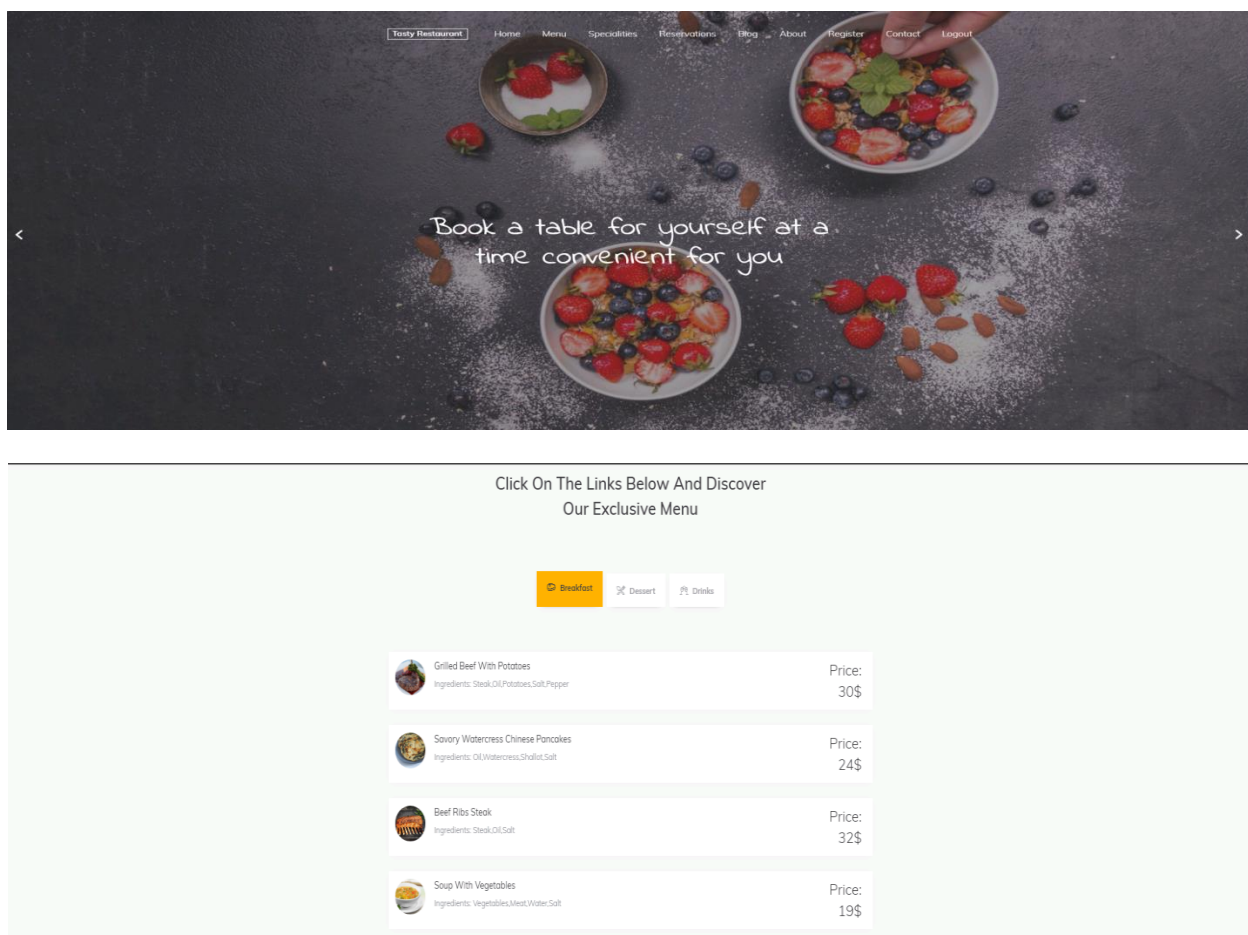 Tasty Restaurant Home Menu Specialities Reservations Blog About Register Contact Logout
Book a table for yourself at a
time convenient for you
< >
Click On The Links Below And Discover
Our Exclusive Menu
Breakfast Dessert Drinks
Grilled Beef With Potatoes
Ingredients: Steak,Oil,Potatoes,Salt,Pepper
Price:
30$
Savory Watercress Chinese Pancakes
Ingredients: Oil,Watercress,Shallot,Salt
Price:
24$
Beef Ribs Steak
Ingredients: Steak,Oil,Salt
Price:
32$
Soup With Vegetables
Ingredients: Vegetables,Meat,Water,Salt
Price:
19$